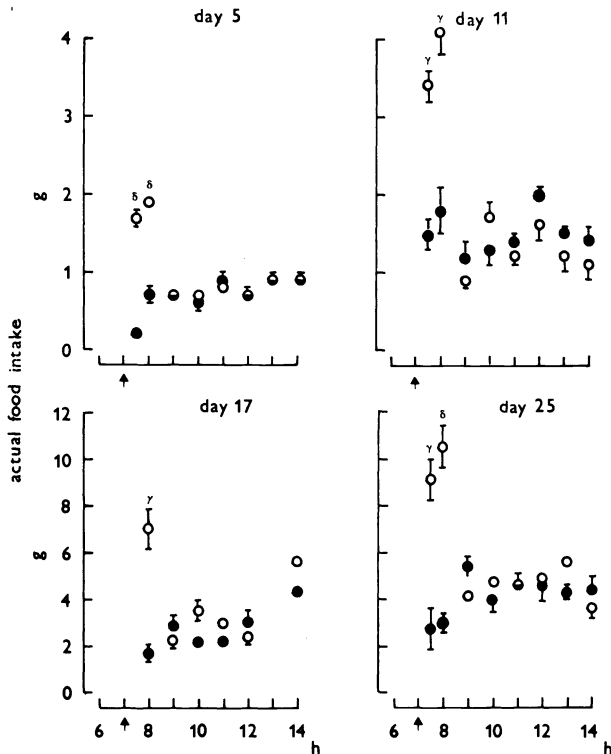 day 5
day 11
actual food intake
g
4
3
2
1
0
δ
δ
γ
γ
day 17
day 25
g
12
10
8
6
4
2
0
γ
γ
δ
6 8 10 12 14 h
6 8 10 12 14 h